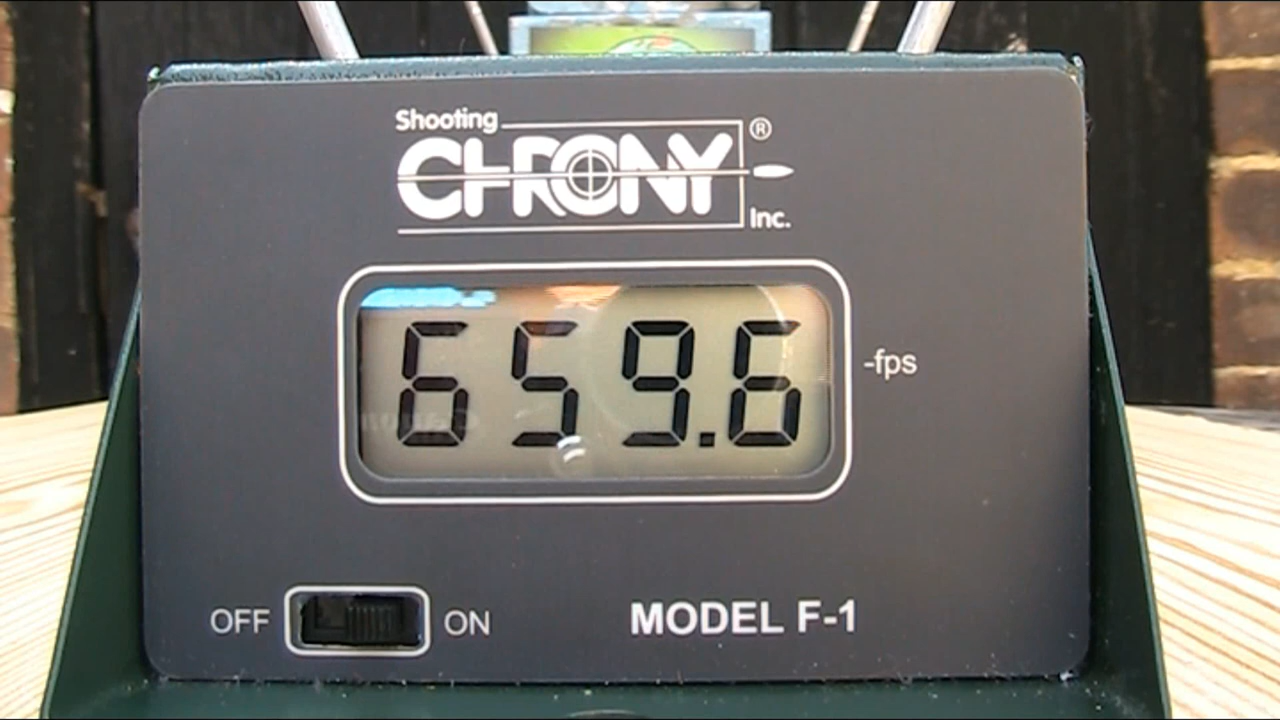 Shooting
CHRONY®
Inc.
659.6
-fps
OFF ON
MODEL F-1